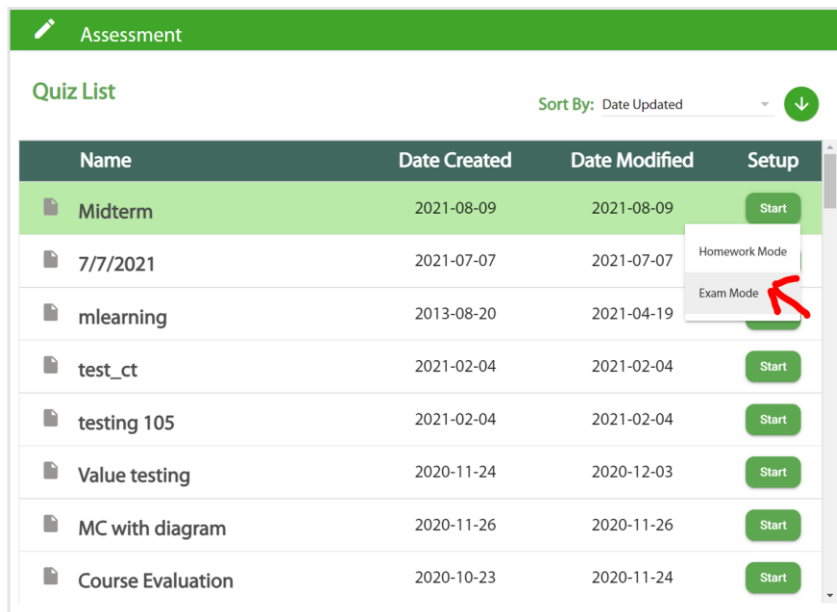 Assessment
Quiz List
Sort By: Date Updated
Name Date Created Date Modified Setup
Midterm 2021-08-09 2021-08-09 Start
Homework Mode
7/7/2021 2021-07-07 2021-07-07
Exam Mode
mlearning 2013-08-20 2021-04-19
test_ct 2021-02-04 2021-02-04 Start
testing 105 2021-02-04 2021-02-04 Start
Value testing 2020-11-24 2020-12-03 Start
MC with diagram 2020-11-26 2020-11-26 Start
Course Evaluation 2020-10-23 2020-11-24 Start